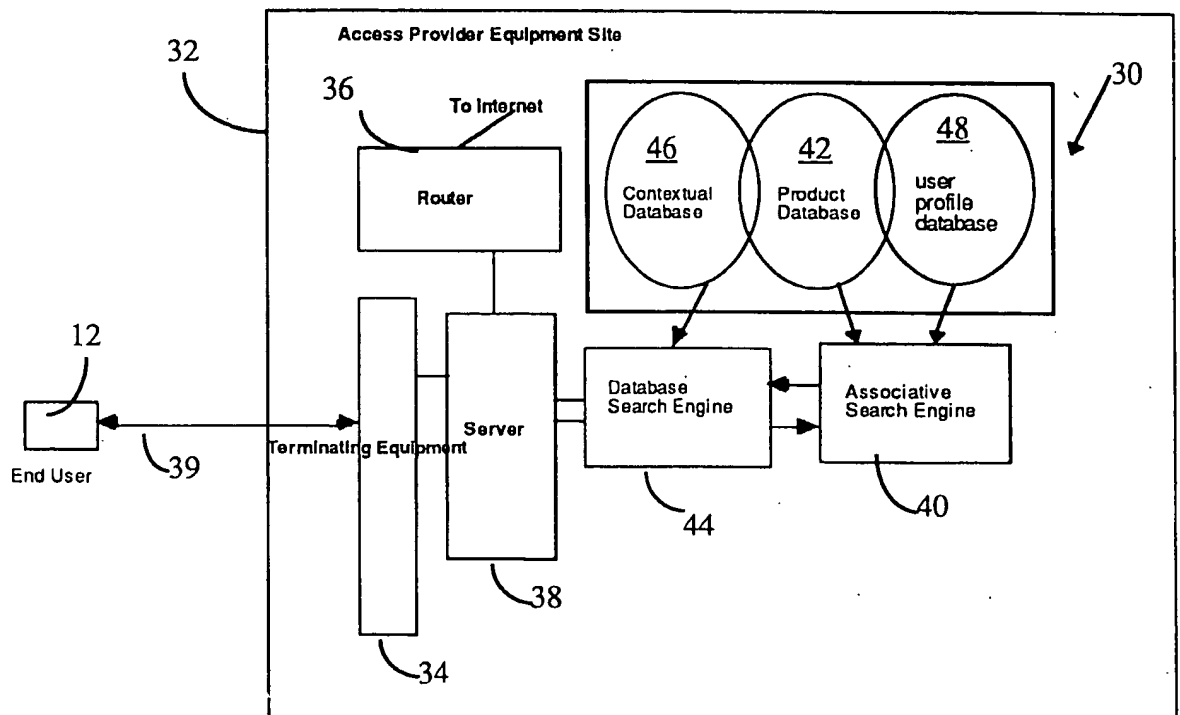 Access Provider Equipment Site
32
36
To Internet
30
Router
46
Contextual
Database
42
Product
Database
48
user
profile
database
12
End User
39
Terminating Equipment
Server
Database
Search Engine
Associative
Search Engine
44
40
38
34